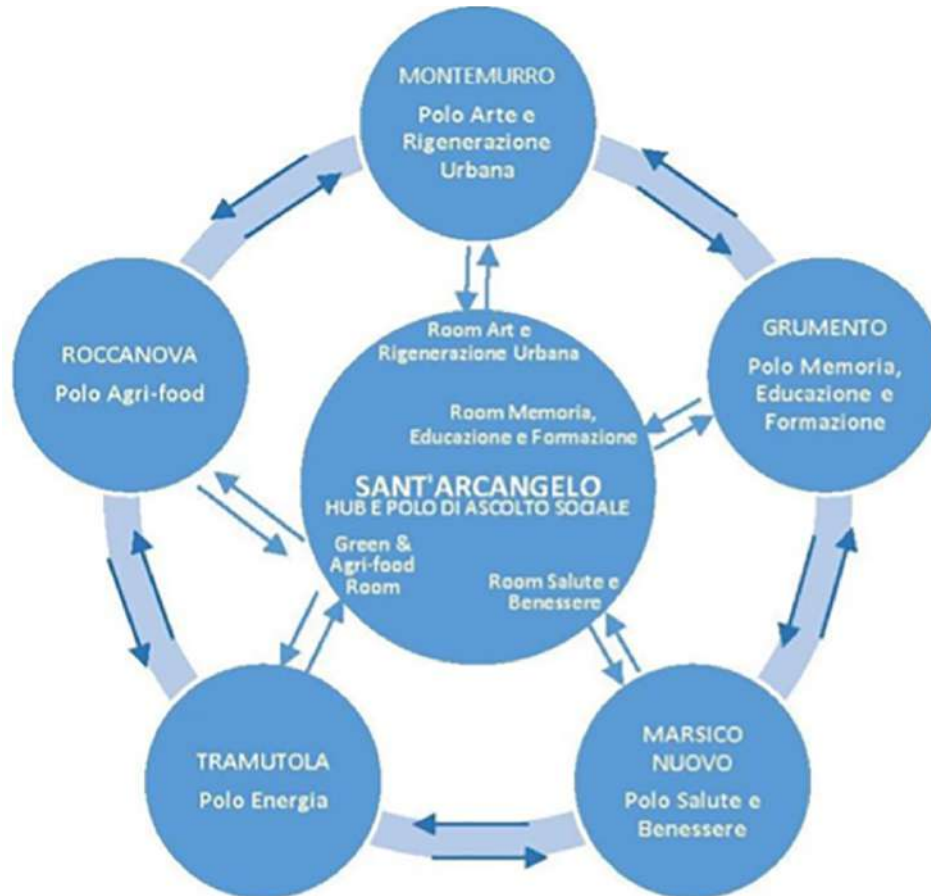 MONTEMURRO
Polo Arte e
Rigenerazione
Urbana
ROCCANOVA
Polo Agri-food
GRUMENTO
Polo Memoria,
Educazione e
Formazione
Room Art e
Rigenerazione Urbana
Room Memoria,
Educazione e Formazione
SANT'ARCANGELO
HUB E POLO DI ASCOLTO SOCIALE
Green &
Agri-food
Room
Room Salute e
Benessere
TRAMUTOLA
Polo Energia
MARSICO
NUOVO
Polo Salute e
Benessere